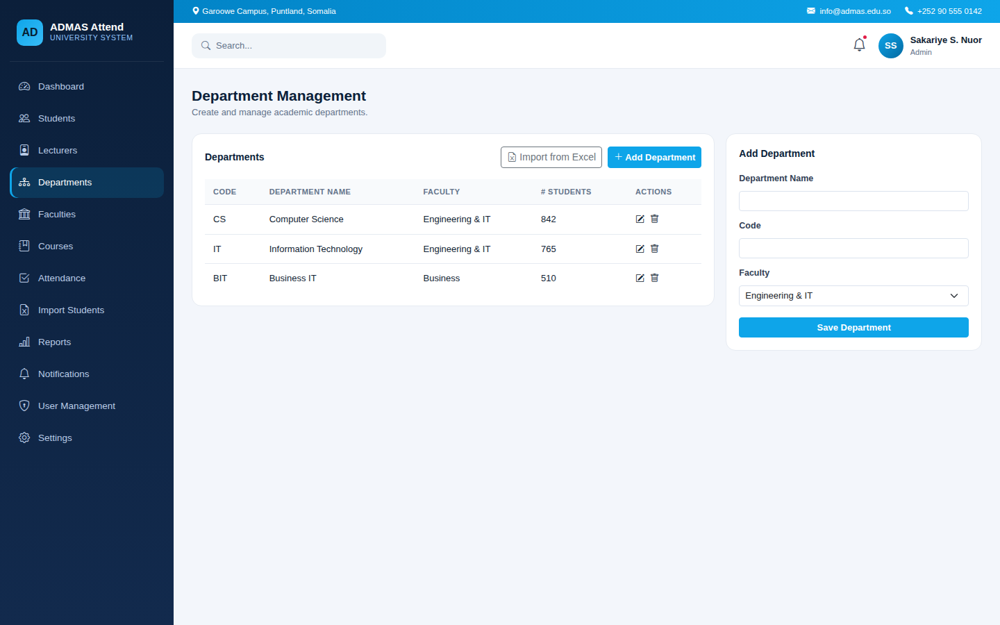 AD
ADMAS Attend
UNIVERSITY SYSTEM
Dashboard
Students
Lecturers
Departments
Faculties
Courses
Attendance
Import Students
Reports
Notifications
User Management
Settings
Garoowe Campus, Puntland, Somalia
info@admas.edu.so
+252 90 555 0142
Search...
SS
Sakariye S. Nuor
Admin
Department Management
Create and manage academic departments.
Departments
Import from Excel
Add Department
CODE DEPARTMENT NAME FACULTY # STUDENTS ACTIONS
CS Computer Science Engineering & IT 842
IT Information Technology Engineering & IT 765
BIT Business IT Business 510
Add Department
Department Name
Code
Faculty
Engineering & IT
Save Department